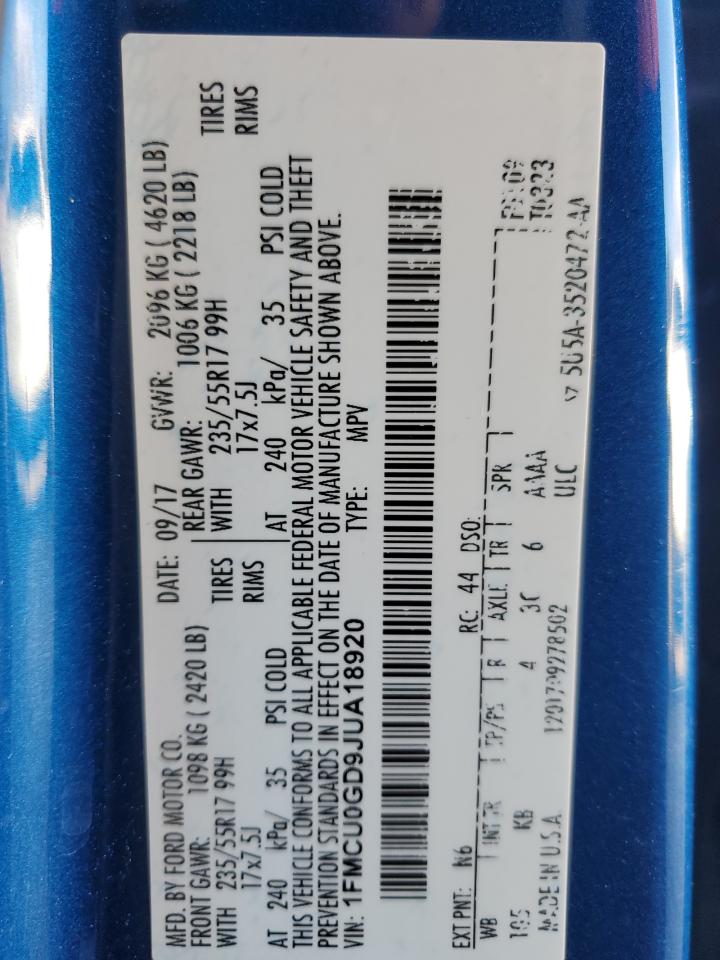 MFD. BY FORD MOTOR CO. DATE: 09/17 GVWR: 2096 KG ( 4620 LB)
FRONT GAWR: 1098 KG ( 2420 LB) REAR GAWR: 1006 KG ( 2218 LB)
WITH 235/55R17 99H TIRES WITH 235/55R17 99H TIRES
17x7.5J RIMS 17x7.5J RIMS
AT 240 kPa/ 35 PSI COLD AT 240 kPa/ 35 PSI COLD
THIS VEHICLE CONFORMS TO ALL APPLICABLE FEDERAL MOTOR VEHICLE SAFETY AND THEFT
PREVENTION STANDARDS IN EFFECT ON THE DATE OF MANUFACTURE SHOWN ABOVE.
VIN: 1FMCU0GD9JUA18920 TYPE: MPV
EXT PNT: N6 RC: 44 DSO:
WB INT TR TP/PS R AXLE TR SPR
105 KB 4 3C 6 AAAA
MADE IN U.S.A. ULC
5U5A-3520472-AA